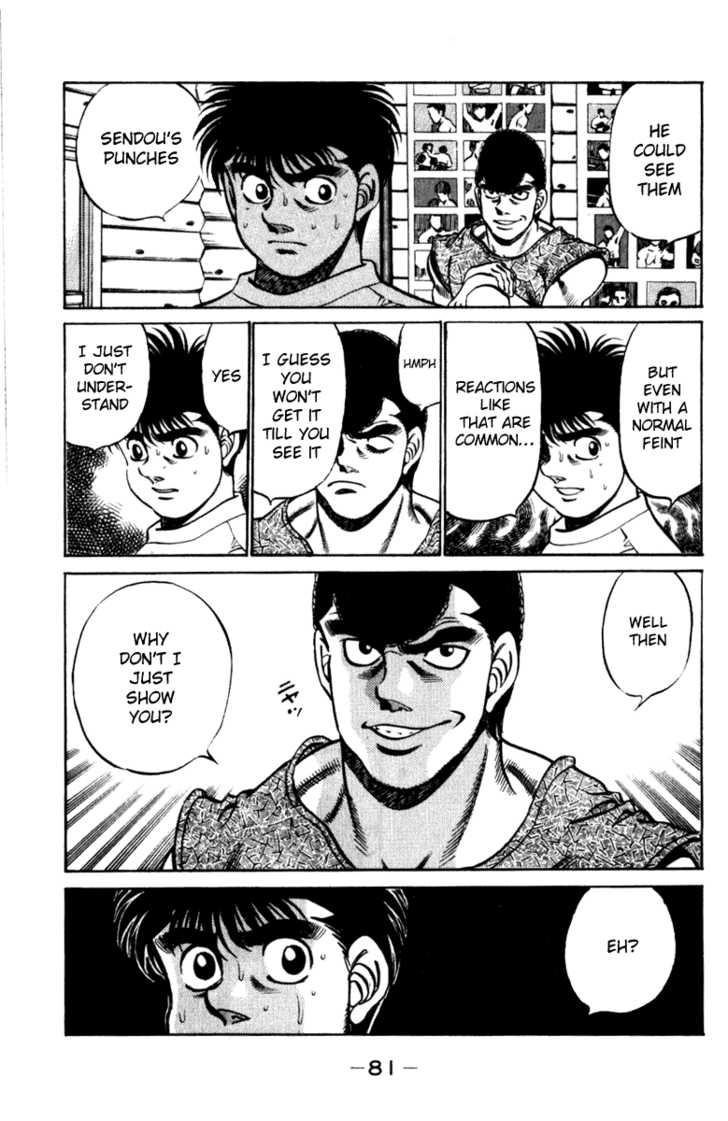 HE
COULD
SEE
THEM
SENDOU'S
PUNCHES
BUT
EVEN
WITH A
NORMAL
FEINT
REACTIONS
LIKE
THAT ARE
COMMON...
HMPH
I GUESS
YOU
WON'T
GET IT
TILL YOU
SEE IT
YES
I JUST
DON'T
UNDER-
STAND
WELL
THEN
WHY
DON'T I
JUST
SHOW
YOU?
EH?
—81—